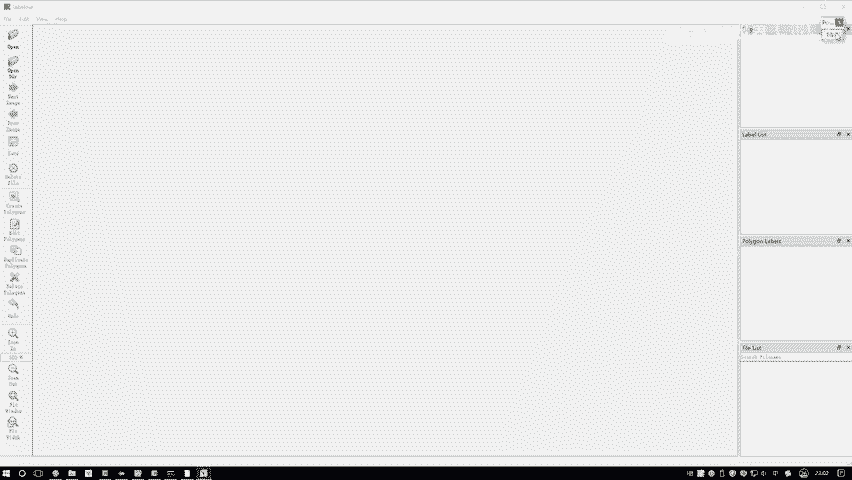 labelme
File Edit View Help
Open
Open
Dir
Next
Image
Prev
Image
Save
Delete
File
Create
Polygons
Edit
Polygons
Duplicate
Polygons
Delete
Polygons
Undo
Zoom
In
Zoom
Out
Fit
Window
Fit
Width
Label List
Polygon Labels
File List
Search Filename
中
23:02